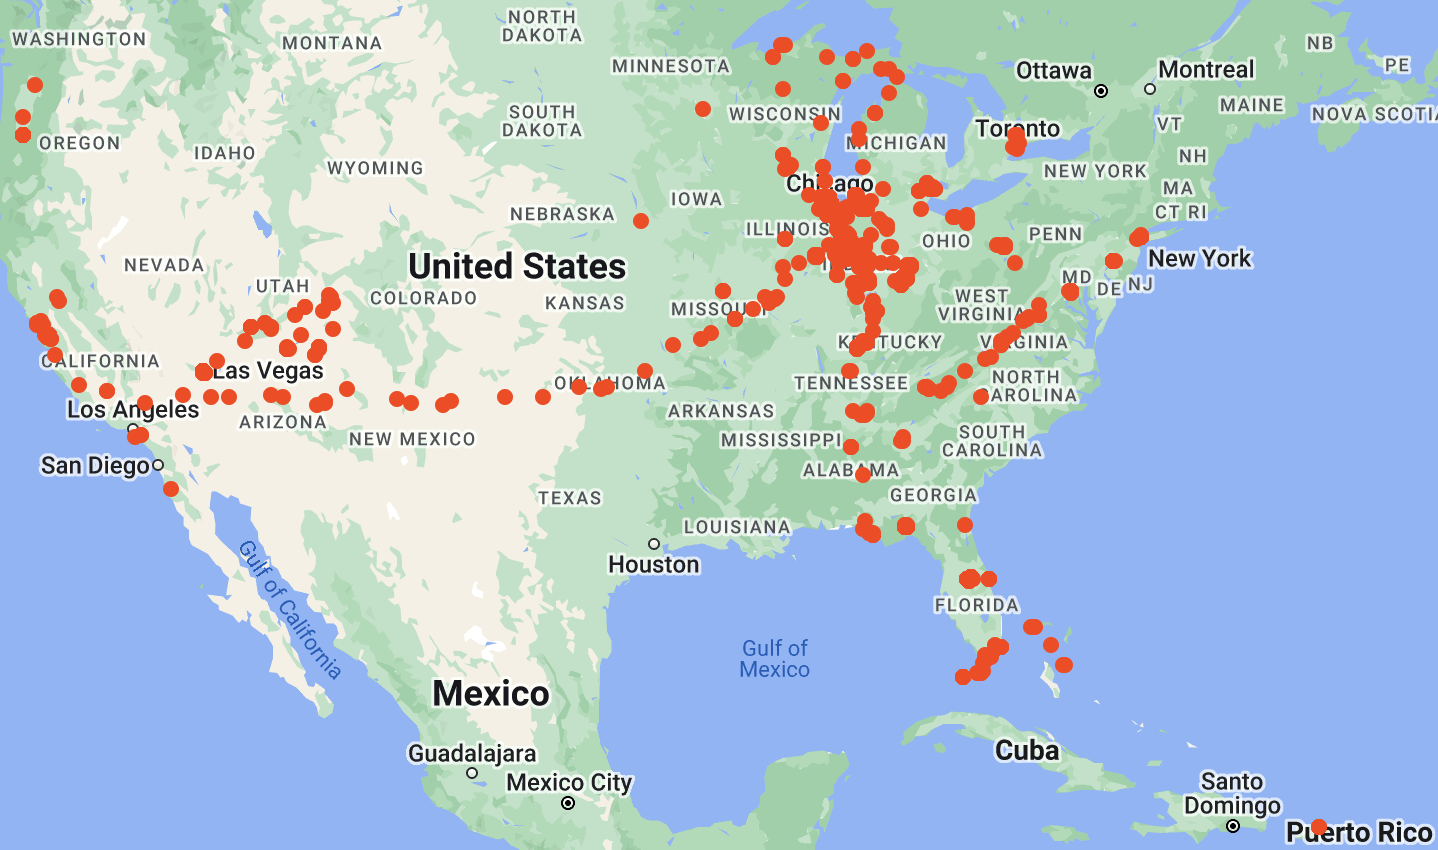 NORTH
DAKOTA
WASHINGTON
MONTANA
NB
PE
MINNESOTA
Ottawa
Montreal
SOUTH
DAKOTA
WISCONSIN
MAINE
NOVA SCOTIA
OREGON
Toronto
VT
MICHIGAN
IDAHO
NH
WYOMING
NEW YORK
Chicago
MA
IOWA
CT RI
NEBRASKA
ILLINOIS
OHIO
PENN
United States
NEVADA
New York
UTAH
MD
DE
NJ
COLORADO
KANSAS
WEST
VIRGINIA
MISSOURI
KENTUCKY
VIRGINIA
CALIFORNIA
Las Vegas
OKLAHOMA
TENNESSEE
NORTH
CAROLINA
Los Angeles
ARKANSAS
ARIZONA
NEW MEXICO
MISSISSIPPI
SOUTH
CAROLINA
San Diego
ALABAMA
TEXAS
GEORGIA
LOUISIANA
Houston
Gulf of California
FLORIDA
Gulf of
Mexico
Mexico
Guadalajara
Cuba
Mexico City
Santo
Domingo
Puerto Rico